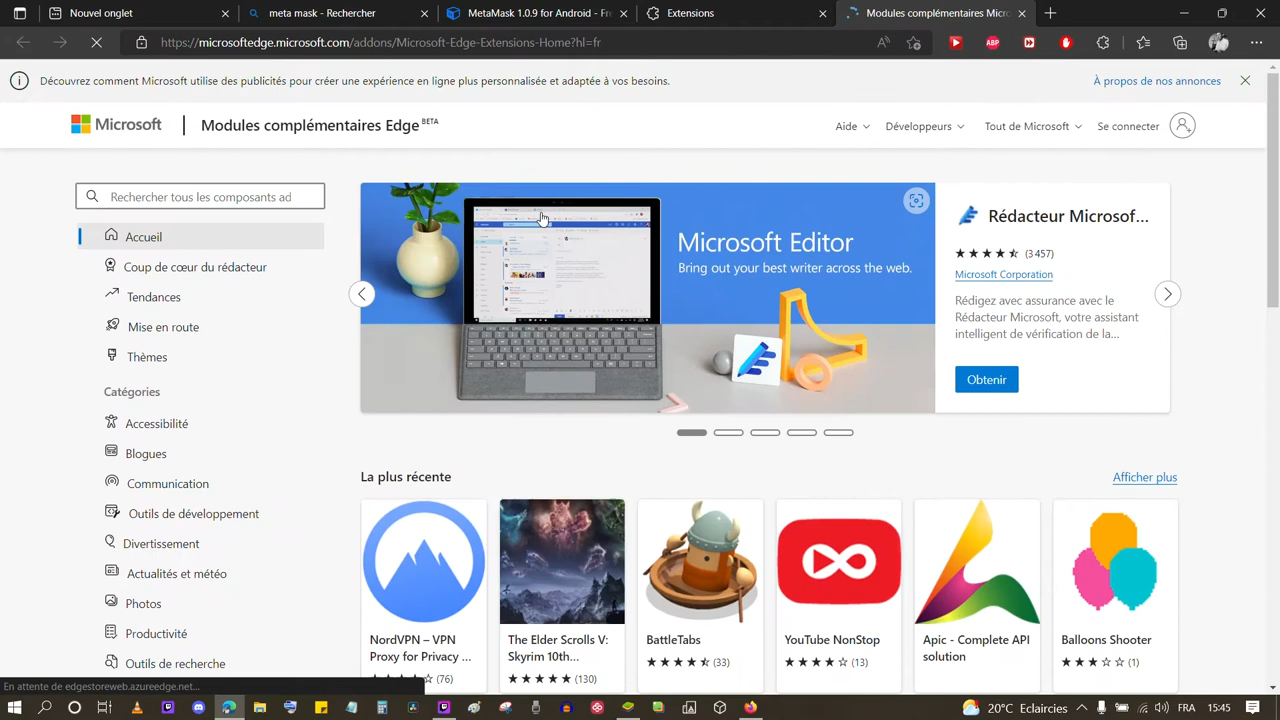 Nouvel onglet
meta mask - Rechercher
MetaMask 1.0.9 for Android - Fre
Extensions
Modules complémentaires Micro
https://microsoftedge.microsoft.com/addons/Microsoft-Edge-Extensions-Home?hl=fr
Découvrez comment Microsoft utilise des publicités pour créer une expérience en ligne plus personnalisée et adaptée à vos besoins.
À propos de nos annonces
Microsoft
Modules complémentaires Edge BETA
Aide
Développeurs
Tout de Microsoft
Se connecter
Rechercher tous les composants ad
Accueil
Coup de cœur du rédacteur
Tendances
Mise en route
Thèmes
Catégories
Accessibilité
Blogues
Communication
Outils de développement
Divertissement
Actualités et météo
Photos
Productivité
Outils de recherche
Microsoft Editor
Bring out your best writer across the web.
Rédacteur Microsof...
(3 457)
Microsoft Corporation
Rédigez avec assurance avec le
Rédacteur Microsoft, votre assistant
intelligent de vérification de la...
Obtenir
La plus récente
Afficher plus
NordVPN – VPN
Proxy for Privacy ...
(76)
The Elder Scrolls V:
Skyrim 10th...
(130)
BattleTabs
(33)
YouTube NonStop
(13)
Apic - Complete API
solution
Balloons Shooter
(1)
En attente de edgestoreweb.azureedge.net...
20°C Eclaircies
FRA
15:45